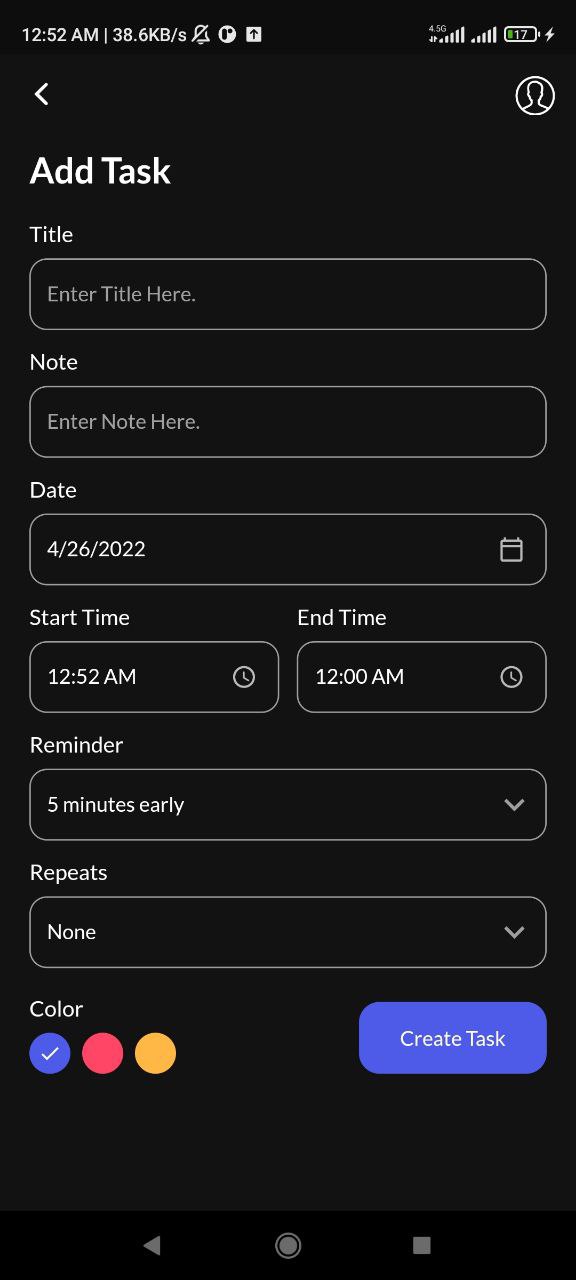 12:52 AM | 38.6KB/s 4.5G 17
Add Task
Title
Enter Title Here.
Note
Enter Note Here.
Date
4/26/2022
Start Time End Time
12:52 AM 12:00 AM
Reminder
5 minutes early
Repeats
None
Color
Create Task